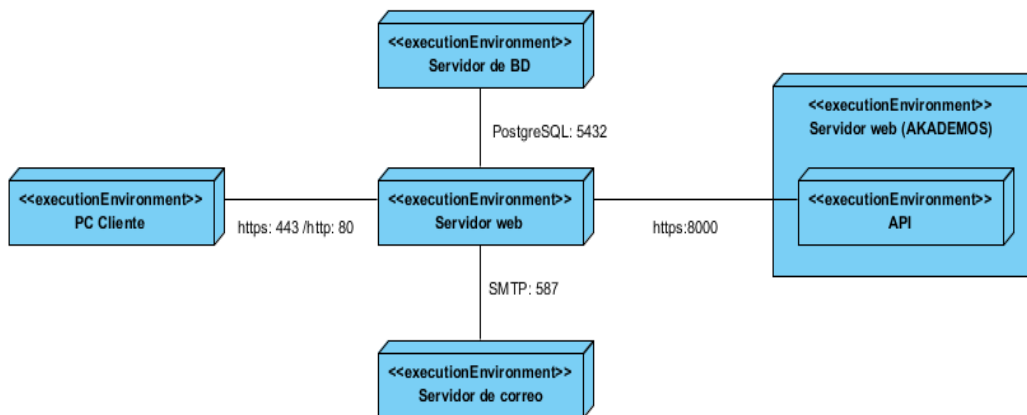 <<executionEnvironment>>
Servidor de BD
<<executionEnvironment>>
Servidor web (AKADEMOS)
PostgreSQL: 5432
<<executionEnvironment>>
PC Cliente
<<executionEnvironment>>
Servidor web
<<executionEnvironment>>
API
https: 443 /http: 80
https:8000
SMTP: 587
<<executionEnvironment>>
Servidor de correo